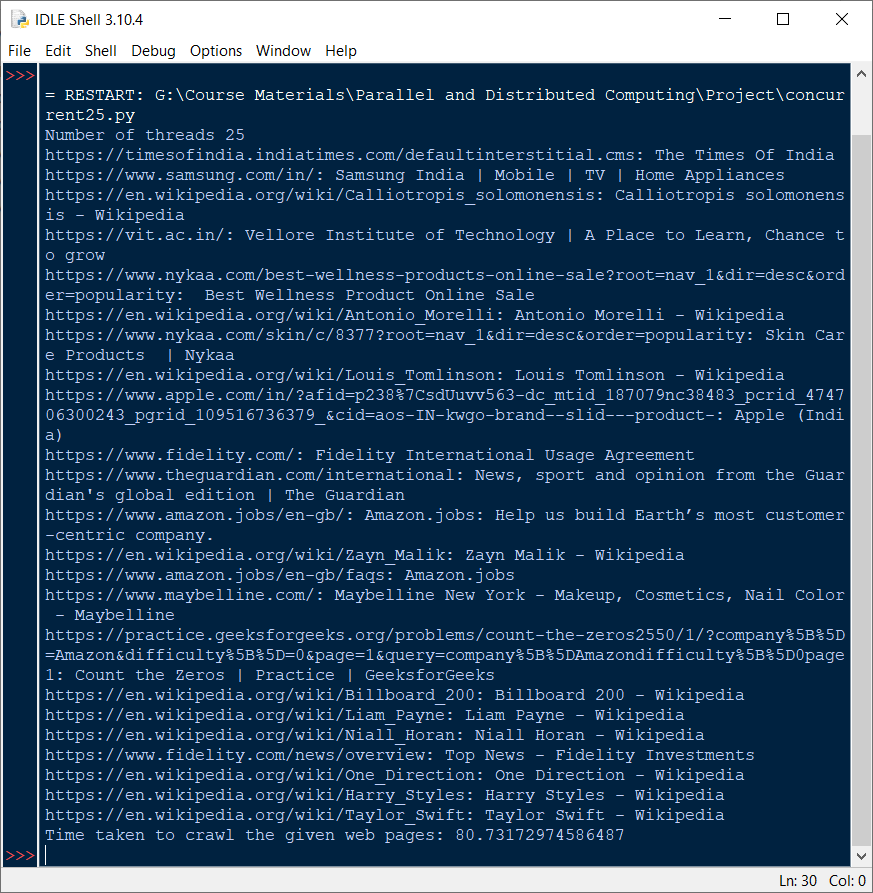 IDLE Shell 3.10.4
File Edit Shell Debug Options Window Help
>>>
= RESTART: G:\Course Materials\Parallel and Distributed Computing\Project\concur
rent25.py
Number of threads 25
https://timesofindia.indiatimes.com/defaultinterstitial.cms: The Times Of India
https://www.samsung.com/in/: Samsung India | Mobile | TV | Home Appliances
https://en.wikipedia.org/wiki/Calliotropis_solomonensis: Calliotropis solomonens
is - Wikipedia
https://vit.ac.in/: Vellore Institute of Technology | A Place to Learn, Chance t
o grow
https://www.nykaa.com/best-wellness-products-online-sale?root=nav_1&dir=desc&ord
er=popularity:  Best Wellness Product Online Sale
https://en.wikipedia.org/wiki/Antonio_Morelli: Antonio Morelli - Wikipedia
https://www.nykaa.com/skin/c/8377?root=nav_1&dir=desc&order=popularity: Skin Car
e Products  | Nykaa
https://en.wikipedia.org/wiki/Louis_Tomlinson: Louis Tomlinson - Wikipedia
https://www.apple.com/in/?afid=p238%7CsdUuvv563-dc_mtid_187079nc38483_pcrid_4747
06300243_pgrid_109516736379_&cid=aos-IN-kwgo-brand--slid---product-: Apple (Indi
a)
https://www.fidelity.com/: Fidelity International Usage Agreement
https://www.theguardian.com/international: News, sport and opinion from the Guar
dian's global edition | The Guardian
https://www.amazon.jobs/en-gb/: Amazon.jobs: Help us build Earth’s most customer
-centric company.
https://en.wikipedia.org/wiki/Zayn_Malik: Zayn Malik - Wikipedia
https://www.amazon.jobs/en-gb/faqs: Amazon.jobs
https://www.maybelline.com/: Maybelline New York - Makeup, Cosmetics, Nail Color
 - Maybelline
https://practice.geeksforgeeks.org/problems/count-the-zeros2550/1/?company%5B%5D
=Amazon&difficulty%5B%5D=0&page=1&query=company%5B%5DAmazondifficulty%5B%5D0page
1: Count the Zeros | Practice | GeeksforGeeks
https://en.wikipedia.org/wiki/Billboard_200: Billboard 200 - Wikipedia
https://en.wikipedia.org/wiki/Liam_Payne: Liam Payne - Wikipedia
https://en.wikipedia.org/wiki/Niall_Horan: Niall Horan - Wikipedia
https://www.fidelity.com/news/overview: Top News - Fidelity Investments
https://en.wikipedia.org/wiki/One_Direction: One Direction - Wikipedia
https://en.wikipedia.org/wiki/Harry_Styles: Harry Styles - Wikipedia
https://en.wikipedia.org/wiki/Taylor_Swift: Taylor Swift - Wikipedia
Time taken to crawl the given web pages: 80.73172974586487
>>>
Ln: 30 Col: 0